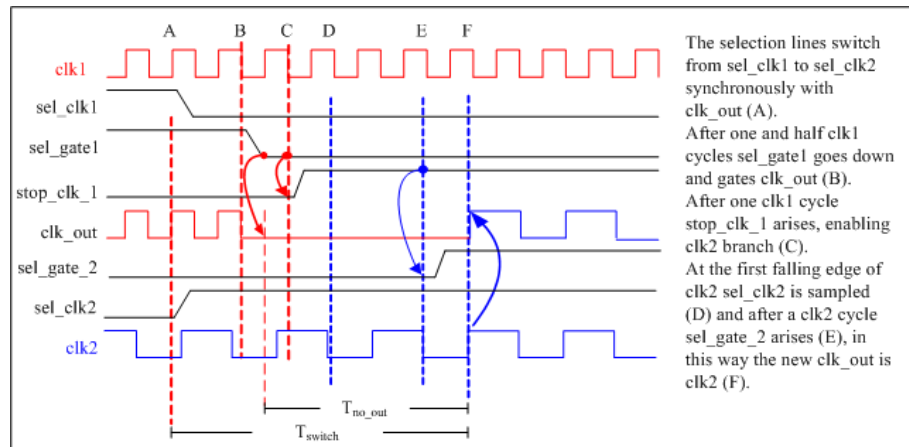 A B C D E F
clk1
sel_clk1
sel_gate1
stop_clk_1
clk_out
sel_gate_2
sel_clk2
clk2
T_no_out
T_switch
The selection lines switch
from sel_clk1 to sel_clk2
synchronously with
clk_out (A).
After one and half clk1
cycles sel_gate1 goes down
and gates clk_out (B).
After one clk1 cycle
stop_clk_1 arises, enabling
clk2 branch (C).
At the first falling edge of
clk2 sel_clk2 is sampled
(D) and after a clk2 cycle
sel_gate_2 arises (E), in
this way the new clk_out is
clk2 (F).